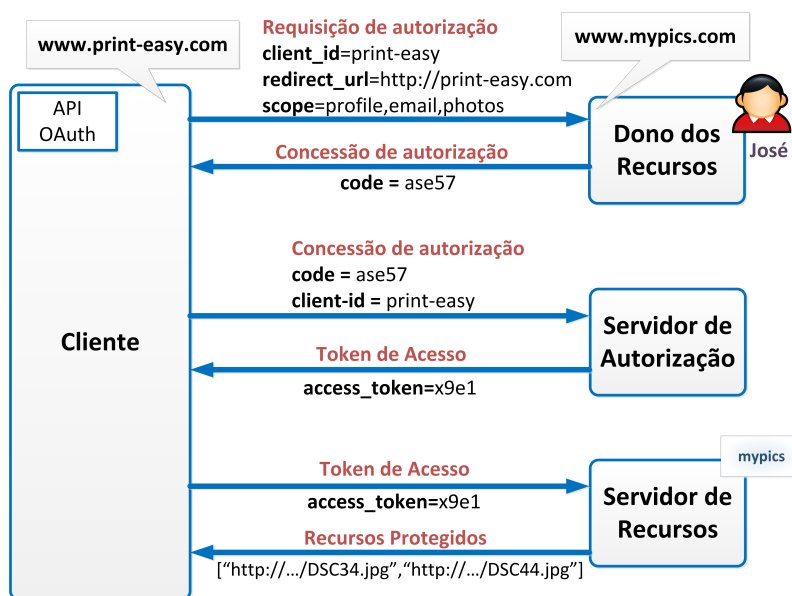 www.print-easy.com
Requisição de autorização
client_id=print-easy
redirect_url=http://print-easy.com
scope=profile,email,photos
www.mypics.com
API
OAuth
Dono dos
Recursos
José
Concessão de autorização
code = ase57
Concessão de autorização
code = ase57
client-id = print-easy
Cliente
Servidor de
Autorização
Token de Acesso
access_token=x9e1
mypics
Token de Acesso
access_token=x9e1
Servidor de
Recursos
Recursos Protegidos
[“http://.../DSC34.jpg”,“http://.../DSC44.jpg”]